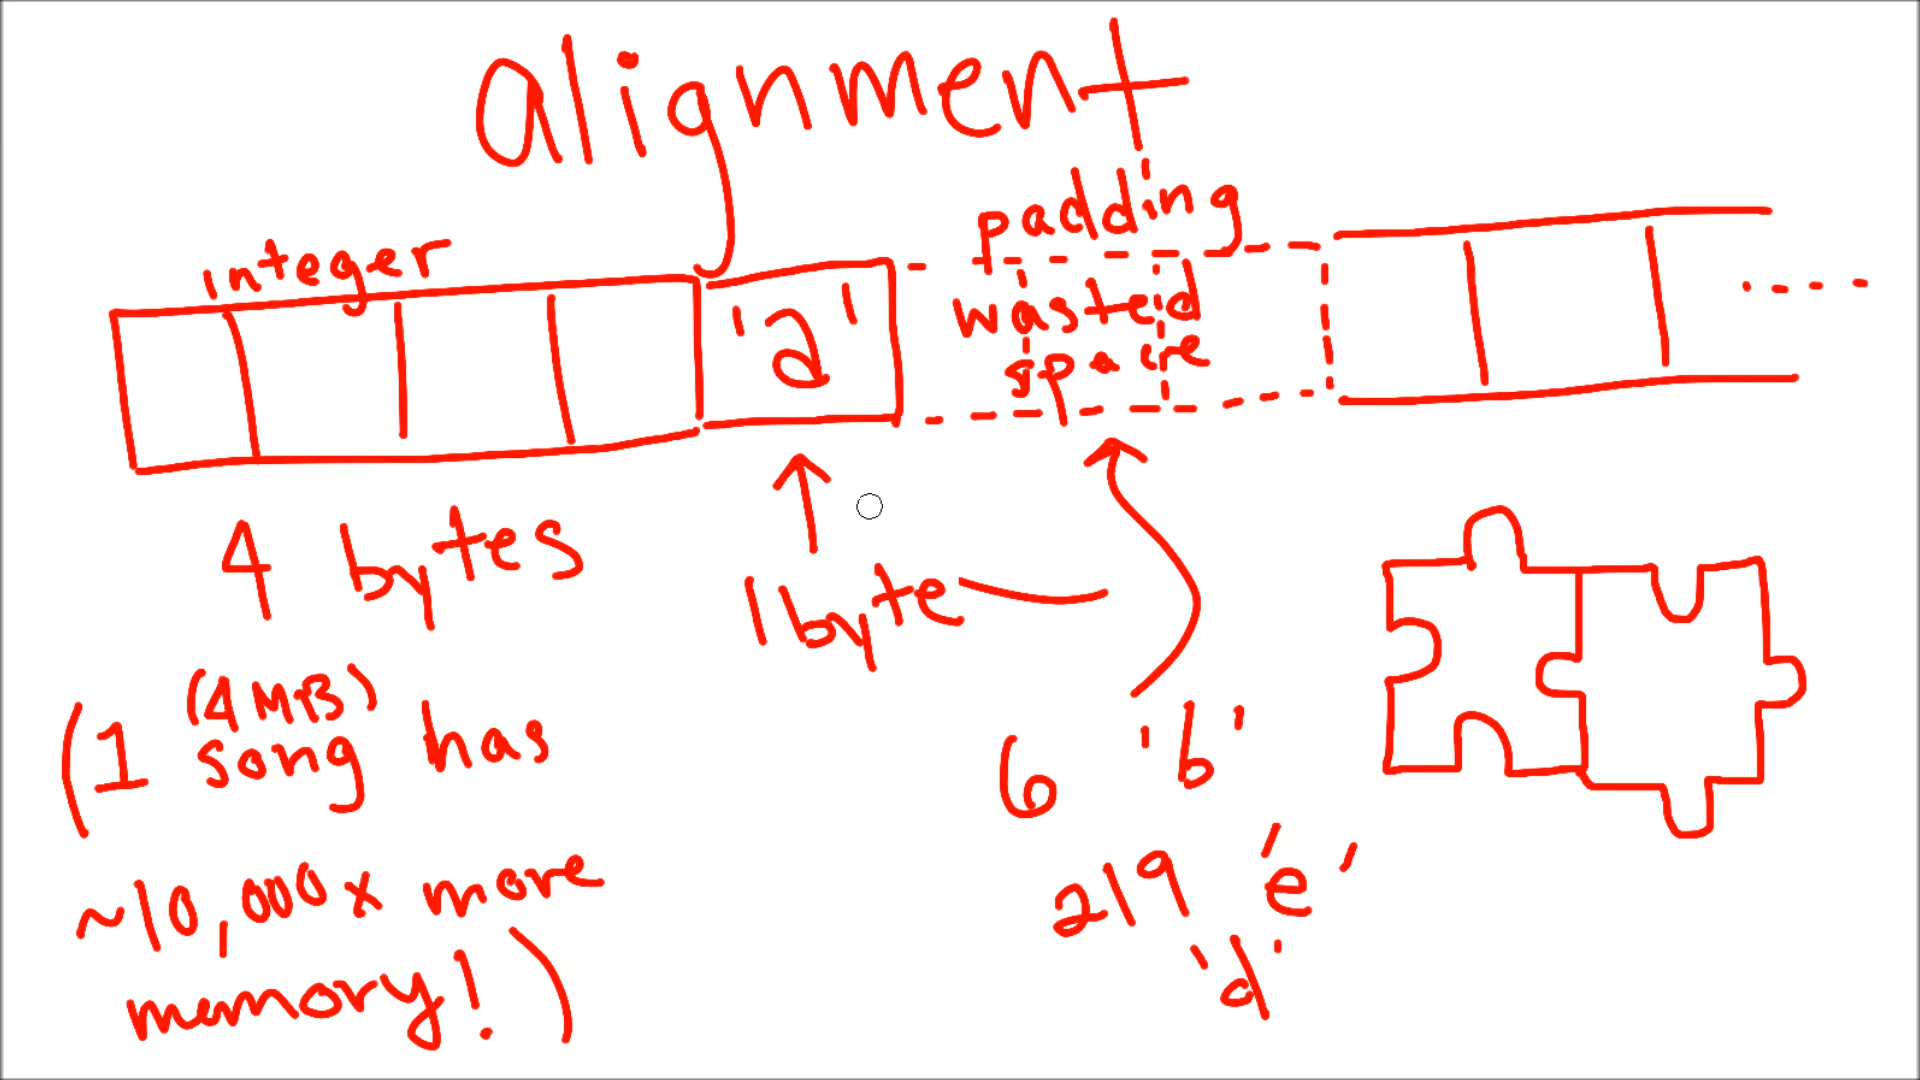 alignment
padding
integer
'a'
wasted
space
4 bytes
1 byte
(4 MB)
(1 song has
~10,000x more
memory!)
6 'b'
219 'e'
'd'